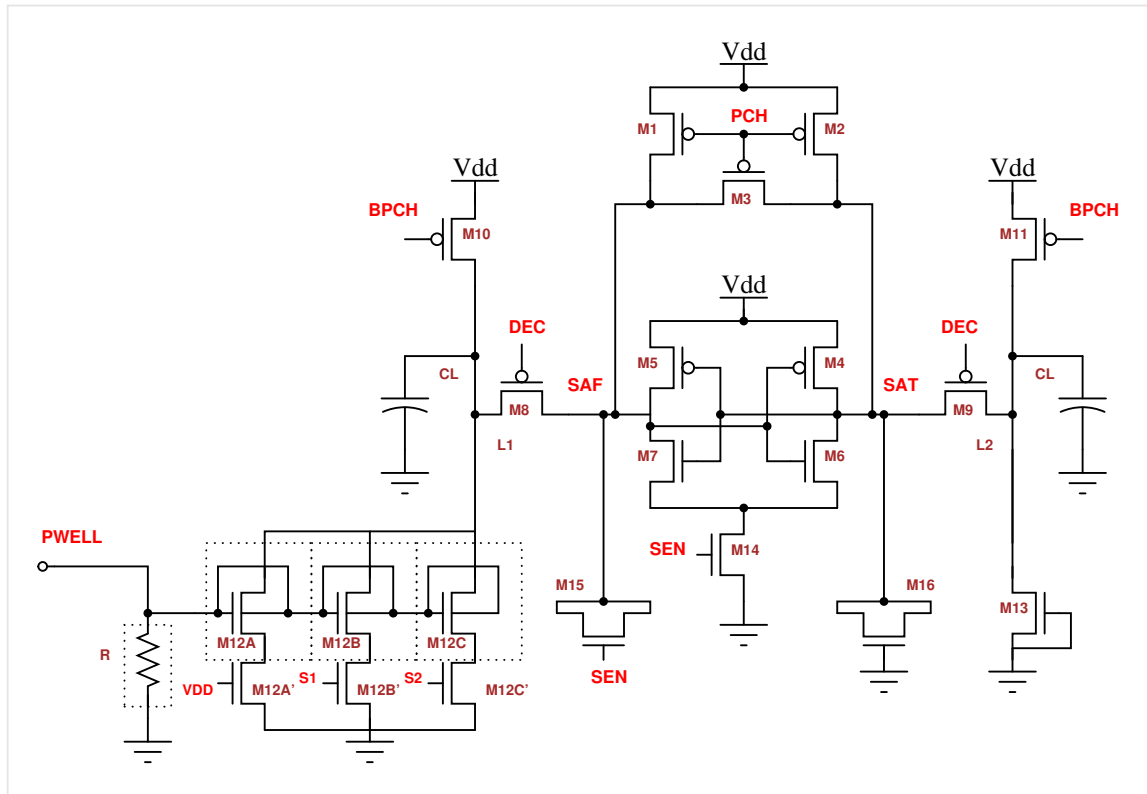 Vdd
PCH
M1
M2
M3
Vdd
Vdd
BPCH
M10
M11
BPCH
Vdd
DEC
DEC
M5
M4
CL
SAF
SAT
CL
M8
M9
L1
L2
M7
M6
PWELL
SEN
M14
M15
M16
M13
M12A
M12B
M12C
R
VDD
S1
S2
SEN
M12A’
M12B’
M12C’